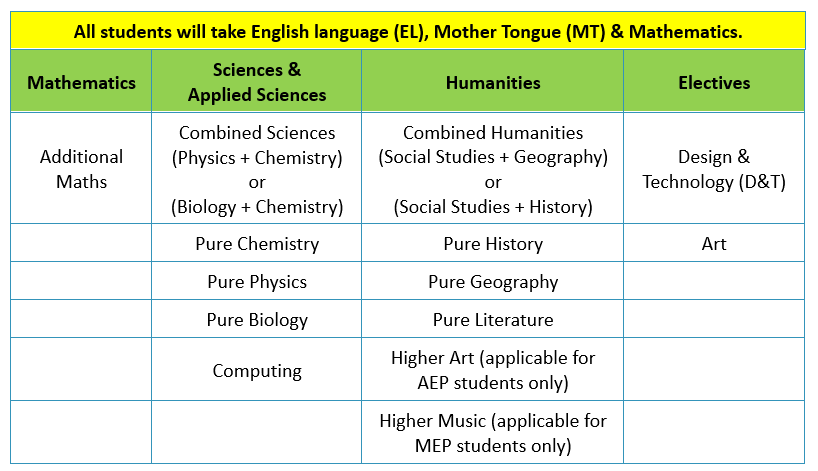 All students will take English language (EL), Mother Tongue (MT) & Mathematics.
Mathematics
Sciences &
Applied Sciences
Humanities
Electives
Additional
Maths
Combined Sciences
(Physics + Chemistry)
or
(Biology + Chemistry)
Combined Humanities
(Social Studies + Geography)
or
(Social Studies + History)
Design &
Technology (D&T)
Pure Chemistry
Pure History
Art
Pure Physics
Pure Geography
Pure Biology
Pure Literature
Computing
Higher Art (applicable for
AEP students only)
Higher Music (applicable for
MEP students only)